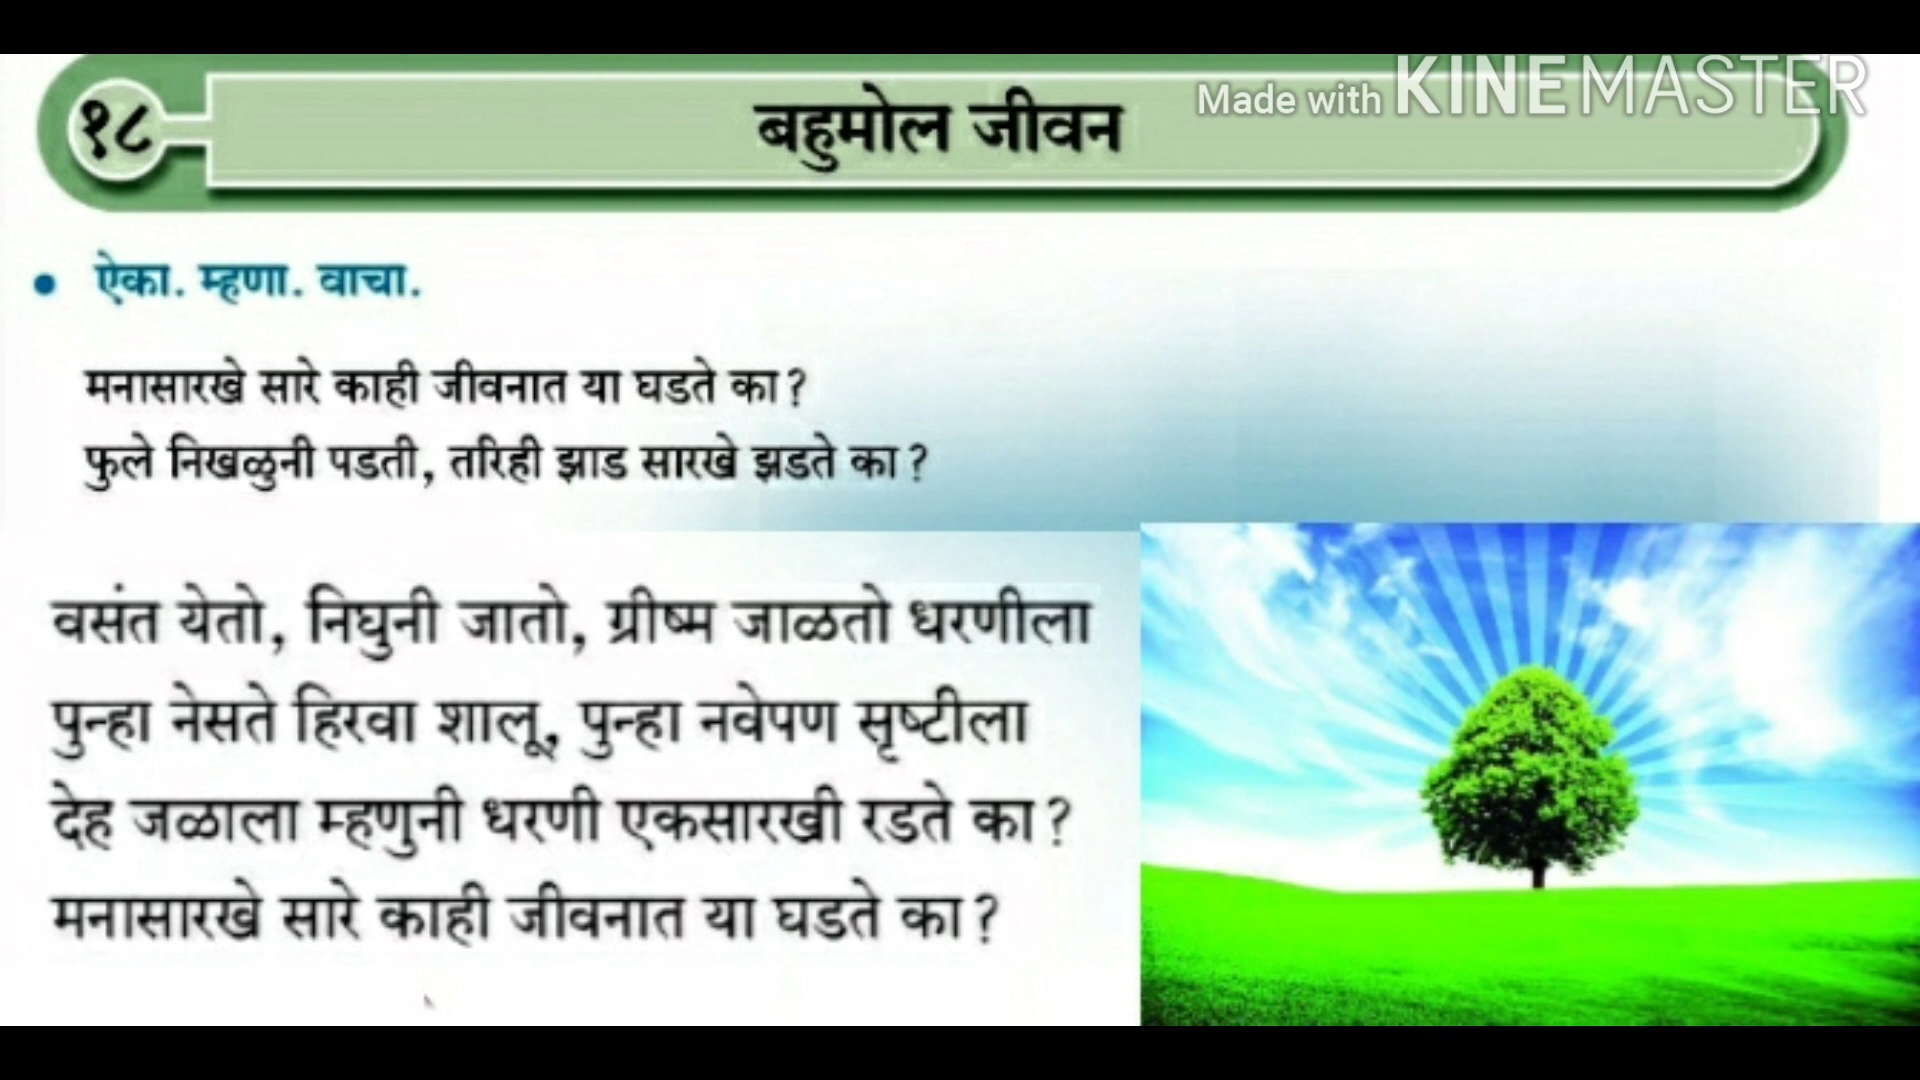 Made with KINEMASTER
१८ बहुमोल जीवन
• ऐका. म्हणा. वाचा.
मनासारखे सारे काही जीवनात या घडते का?
फुले निखळुनी पडती, तरिही झाड सारखे झडते का?
वसंत येतो, निघुनी जातो, ग्रीष्म जाळतो धरणीला
पुन्हा नेसते हिरवा शालू, पुन्हा नवेपण सृष्टीला
देह जळाला म्हणुनी धरणी एकसारखी रडते का?
मनासारखे सारे काही जीवनात या घडते का?